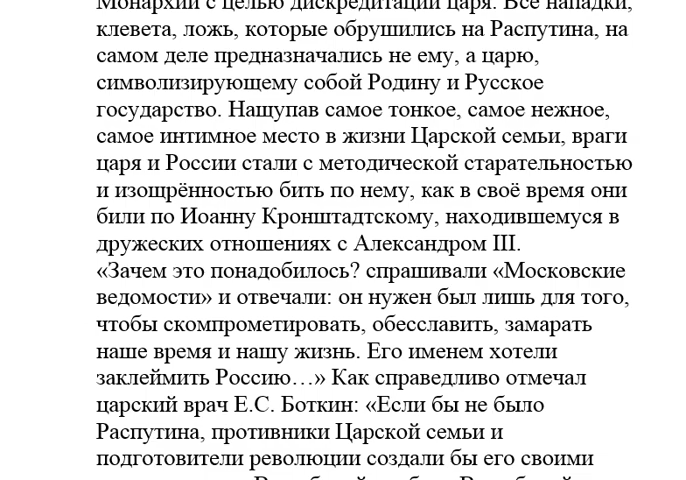 Монархии с целью дискредитации царя. Все нападки,
клевета, ложь, которые обрушились на Распутина, на
самом деле предназначались не ему, а царю,
символизирующему собой Родину и Русское
государство. Нащупав самое тонкое, самое нежное,
самое интимное место в жизни Царской семьи, враги
царя и России стали с методической старательностью
и изощрённостью бить по нему, как в своё время они
били по Иоанну Кронштадтскому, находившемуся в
дружеских отношениях с Александром III.
«Зачем это понадобилось? спрашивали «Московские
ведомости» и отвечали: он нужен был лишь для того,
чтобы скомпрометировать, обесславить, замарать
наше время и нашу жизнь. Его именем хотели
заклеймить Россию…» Как справедливо отмечал
царский врач Е.С. Боткин: «Если бы не было
Распутина, противники Царской семьи и
подготовители революции создали бы его своими